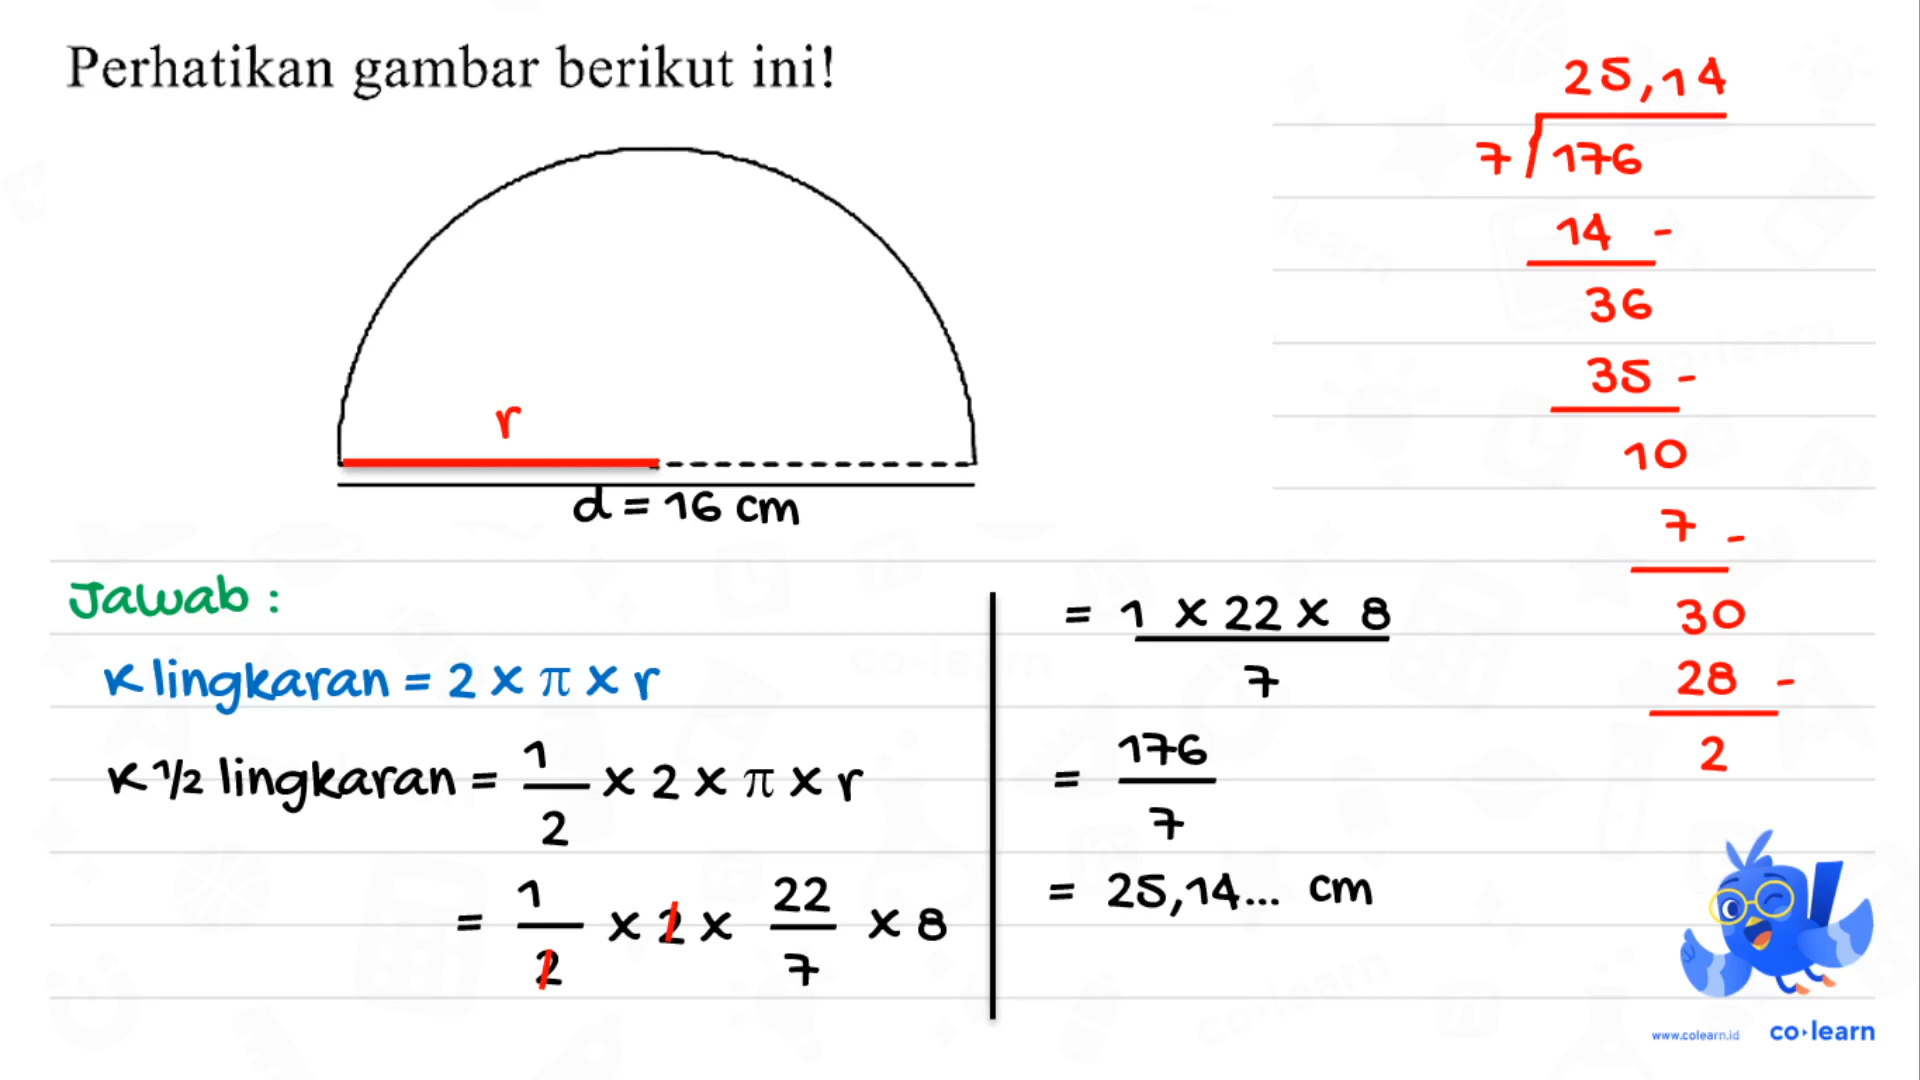 Perhatikan gambar berikut ini!
r
d = 16 cm
Jawab :
K lingkaran = 2 × π × r
K 1/2 lingkaran = 1/2 × 2 × π × r
= 1/2 × 2 × 22/7 × 8
= 1 × 22 × 8
7
= 176/7
= 25,14... cm
25,14
7 176
14 -
36
35 -
10
7 -
30
28 -
2
www.colearn.id co·learn